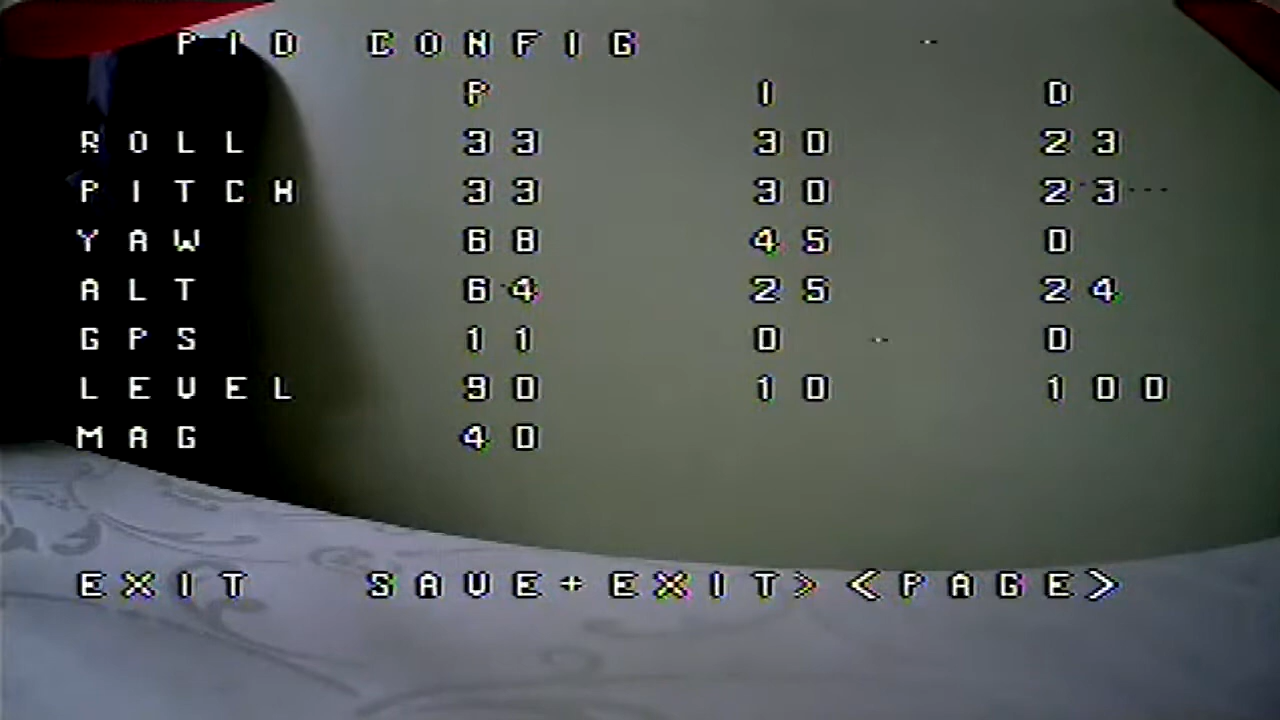 PID CONFIG
P I D
ROLL 33 30 23
PITCH 33 30 23
YAW 68 45 0
ALT 64 25 24
GPS 11 0 0
LEVEL 90 10 100
MAG 40
EXIT SAVE+EXIT> <PAGE>